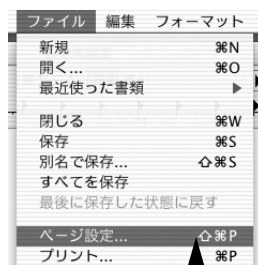 ファイル 編集 フォーマット
新規 ⌘N
開く... ⌘O
最近使った書類 ▶
閉じる ⌘W
保存 ⌘S
別名で保存... ⇧⌘S
すべてを保存
最後に保存した状態に戻す
ページ設定... ⇧⌘P
プリント... ⌘P